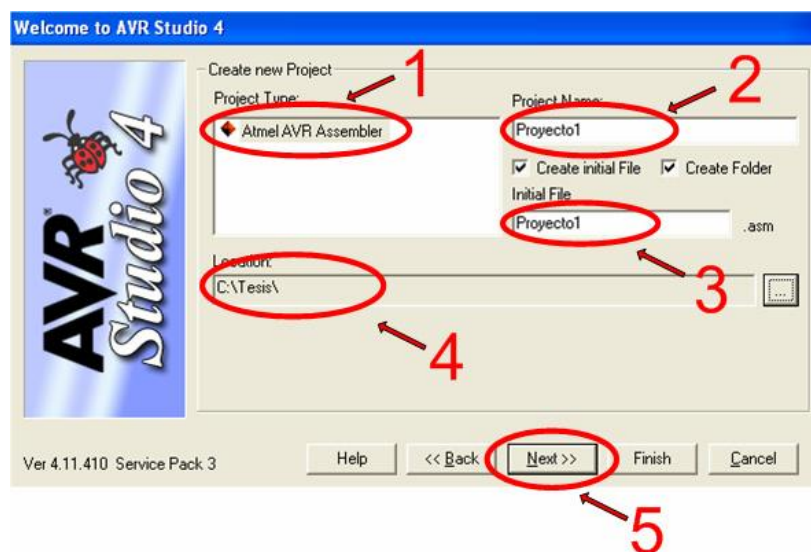 Welcome to AVR Studio 4
Create new Project
1
Project Type:
Project Name:
2
Atmel AVR Assembler
Proyecto1
Create initial File
Create Folder
Initial File
Proyecto1
.asm
3
Location:
C:\Tesis\
...
4
AVR®
Studio 4
Ver 4.11.410 Service Pack 3
Help
<< Back
Next >>
Finish
Cancel
5